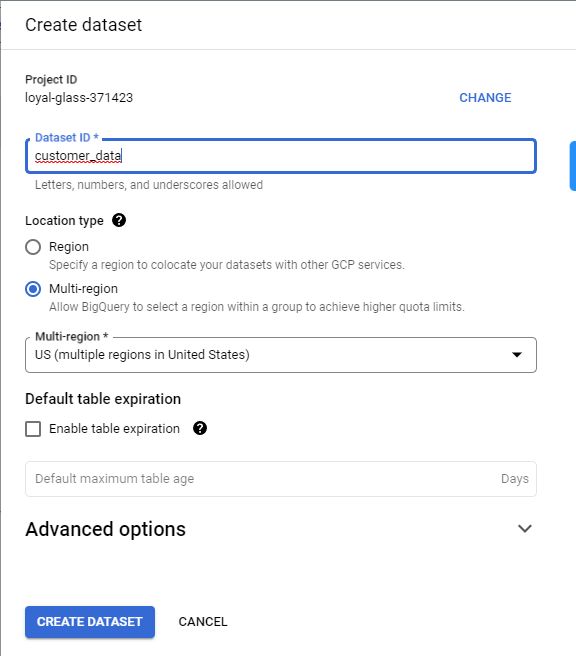 Create dataset
Project ID
loyal-glass-371423
CHANGE
Dataset ID *
customer_data
Letters, numbers, and underscores allowed
Location type
Region
Specify a region to colocate your datasets with other GCP services.
Multi-region
Allow BigQuery to select a region within a group to achieve higher quota limits.
Multi-region *
US (multiple regions in United States)
Default table expiration
Enable table expiration
Default maximum table age Days
Advanced options
CREATE DATASET CANCEL